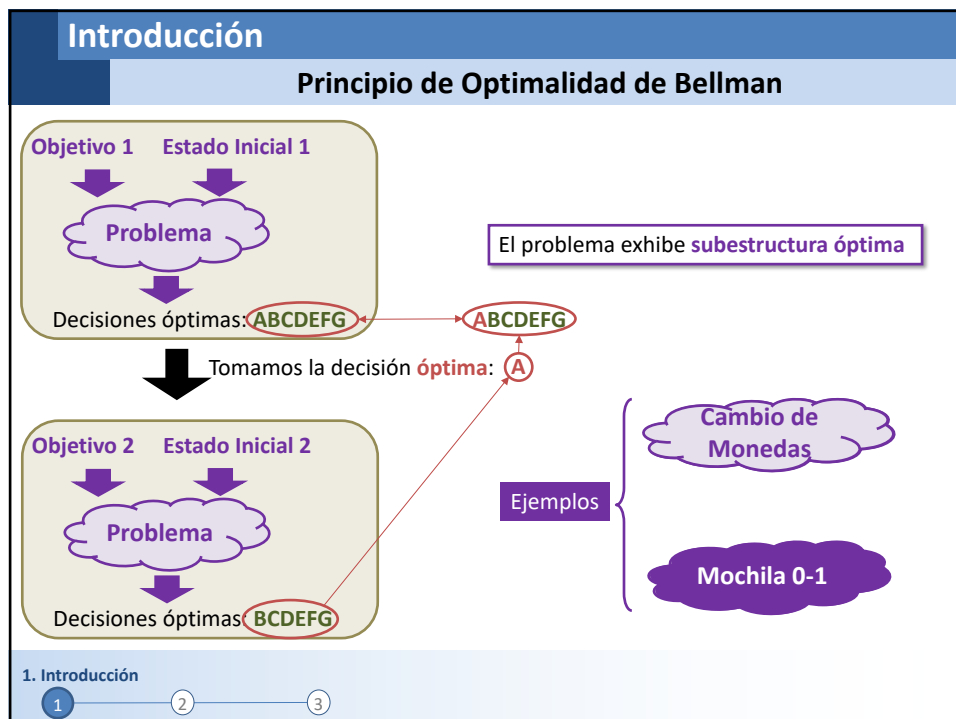 Introducción
Principio de Optimalidad de Bellman
Objetivo 1 Estado Inicial 1
Problema
Decisiones óptimas: ABCDEFG
El problema exhibe subestructura óptima
ABCDEFG
Tomamos la decisión óptima: A
Objetivo 2 Estado Inicial 2
Problema
Decisiones óptimas: BCDEFG
Ejemplos
Cambio de
Monedas
Mochila 0-1
1. Introducción
1 2 3